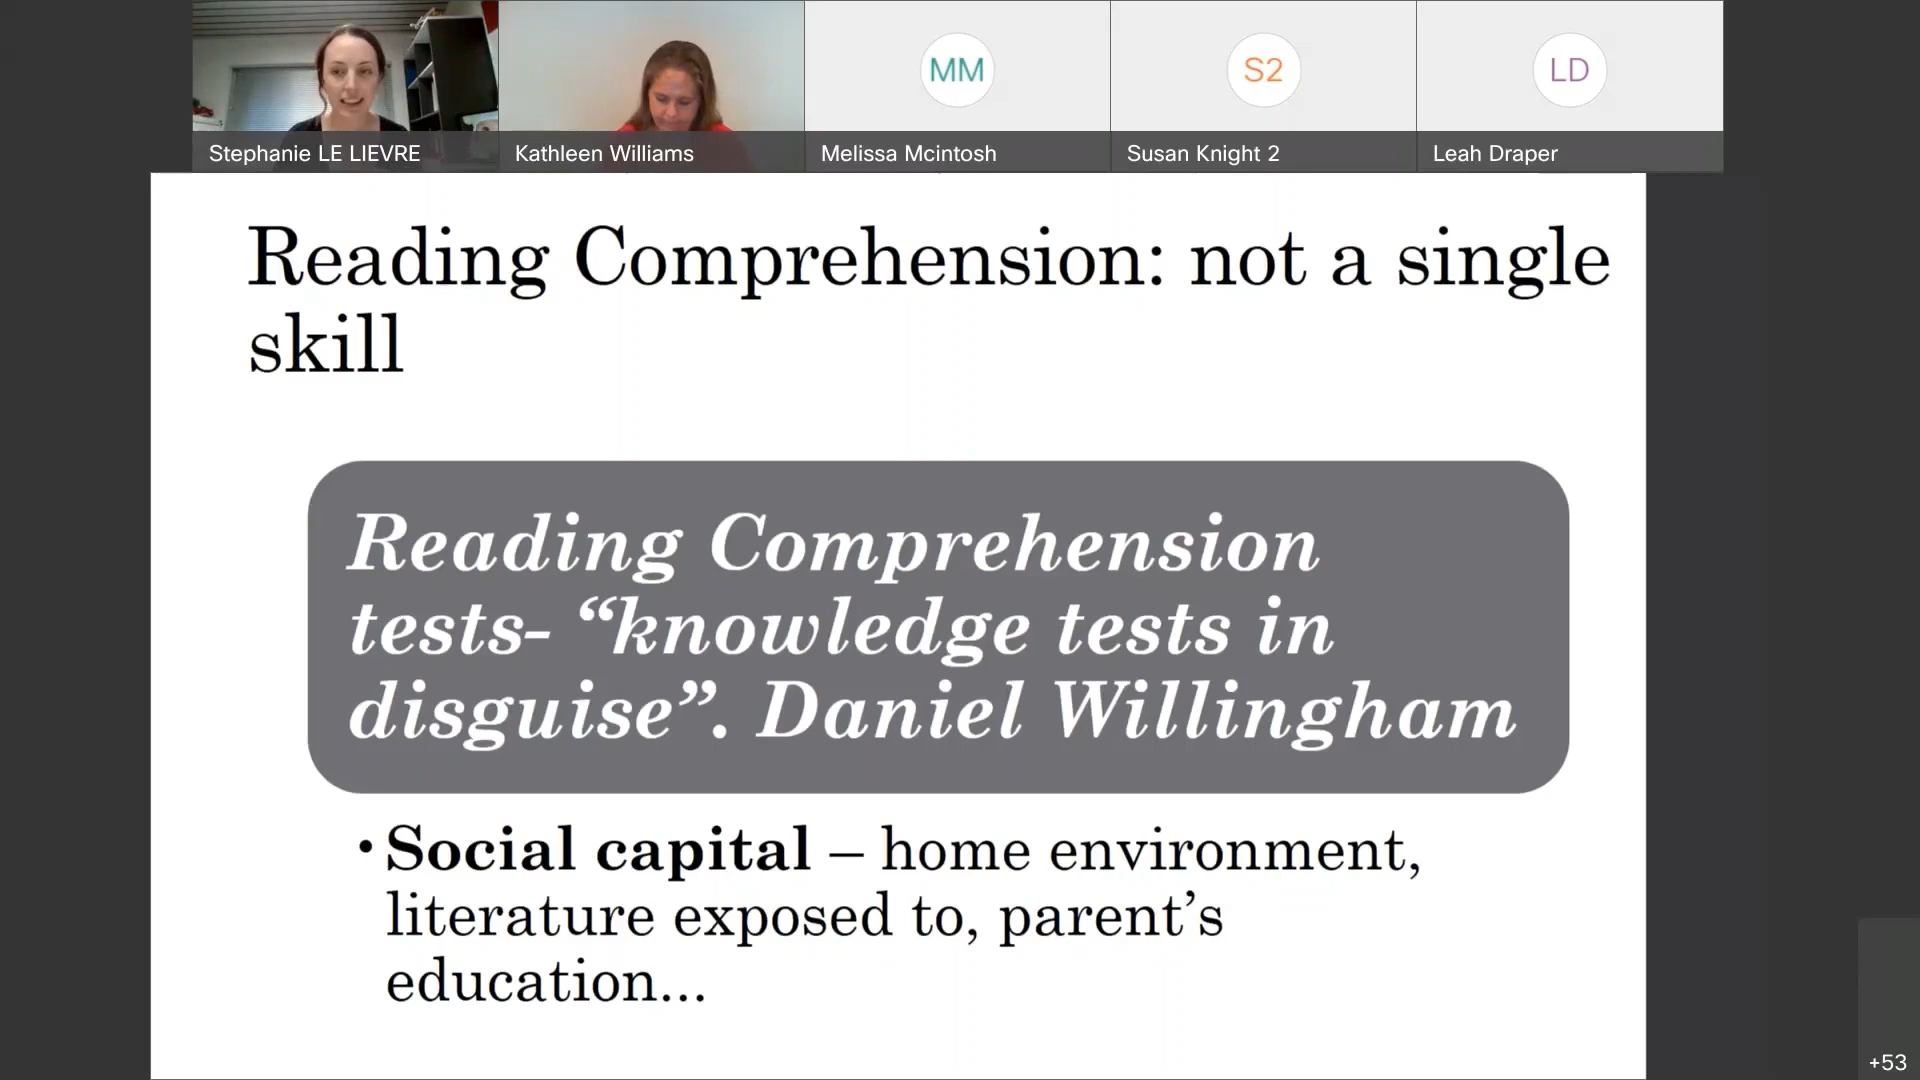 MM
S2
LD
Stephanie LE LIEVRE
Kathleen Williams
Melissa Mcintosh
Susan Knight 2
Leah Draper
Reading Comprehension: not a single
skill
Reading Comprehension
tests- “knowledge tests in
disguise”. Daniel Willingham
•Social capital – home environment,
literature exposed to, parent’s
education...
+53